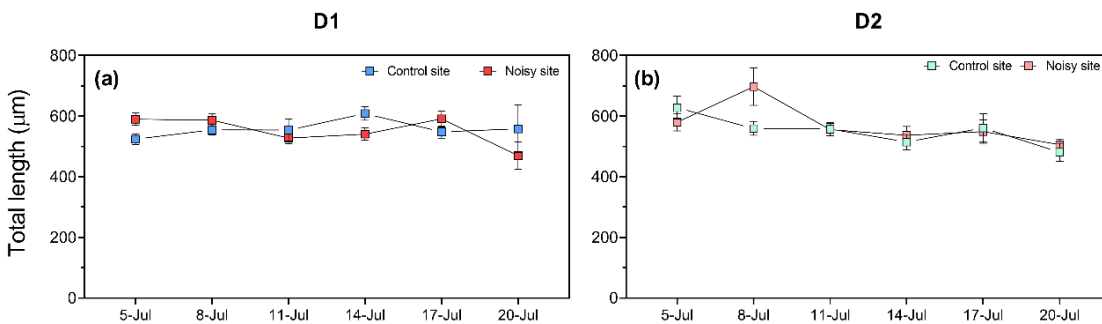 D1
D2
Total length (µm)
(a)
Control site
Noisy site
800
600
400
200
0
5-Jul
8-Jul
11-Jul
14-Jul
17-Jul
20-Jul
(b)
Control site
Noisy site
800
600
400
200
0
5-Jul
8-Jul
11-Jul
14-Jul
17-Jul
20-Jul